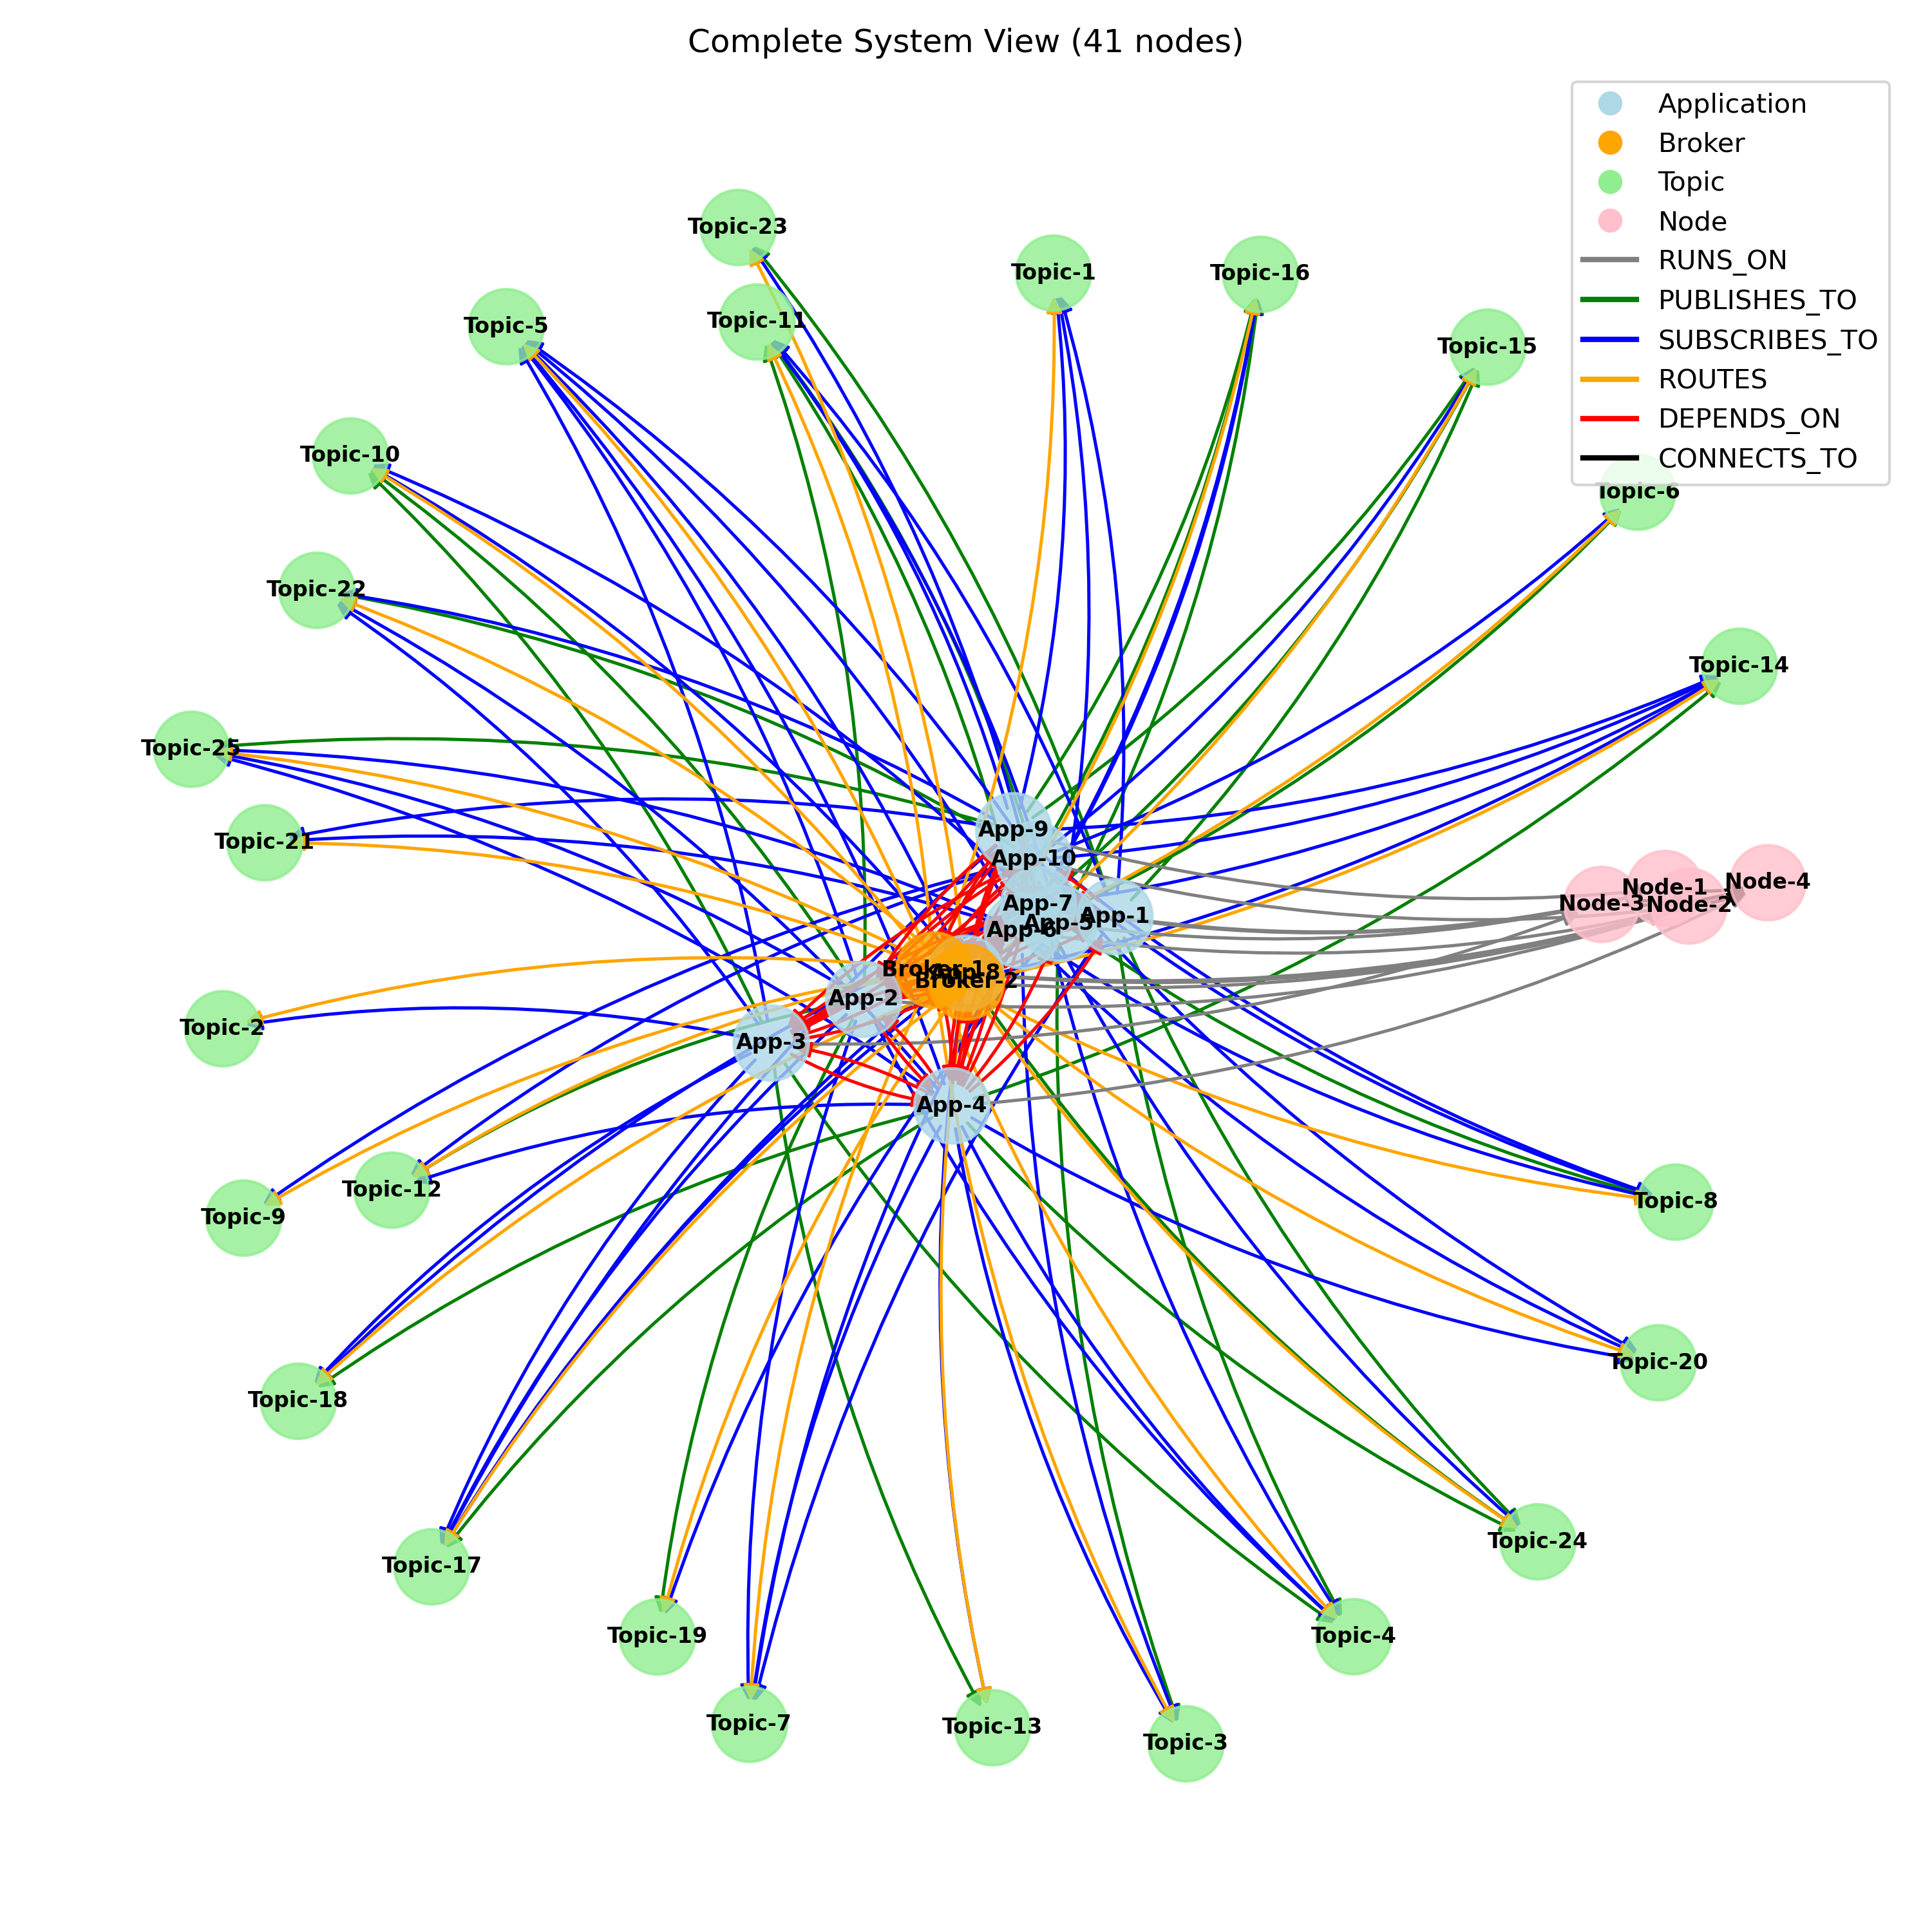 Complete System View (41 nodes)
Application
Broker
Topic
Node
RUNS_ON
PUBLISHES_TO
SUBSCRIBES_TO
ROUTES
DEPENDS_ON
CONNECTS_TO
Topic-23
Topic-1
Topic-16
Topic-11
Topic-5
Topic-15
Topic-10
Topic-6
Topic-22
Topic-14
Topic-25
Topic-21
App-9
App-10
Node-4
Node-1
Node-3
Node-2
App-7
App-1
App-5
App-6
Broker-1
App-8
Broker-2
App-2
Topic-2
App-3
App-4
Topic-12
Topic-9
Topic-8
Topic-20
Topic-18
Topic-24
Topic-17
Topic-19
Topic-4
Topic-7
Topic-13
Topic-3